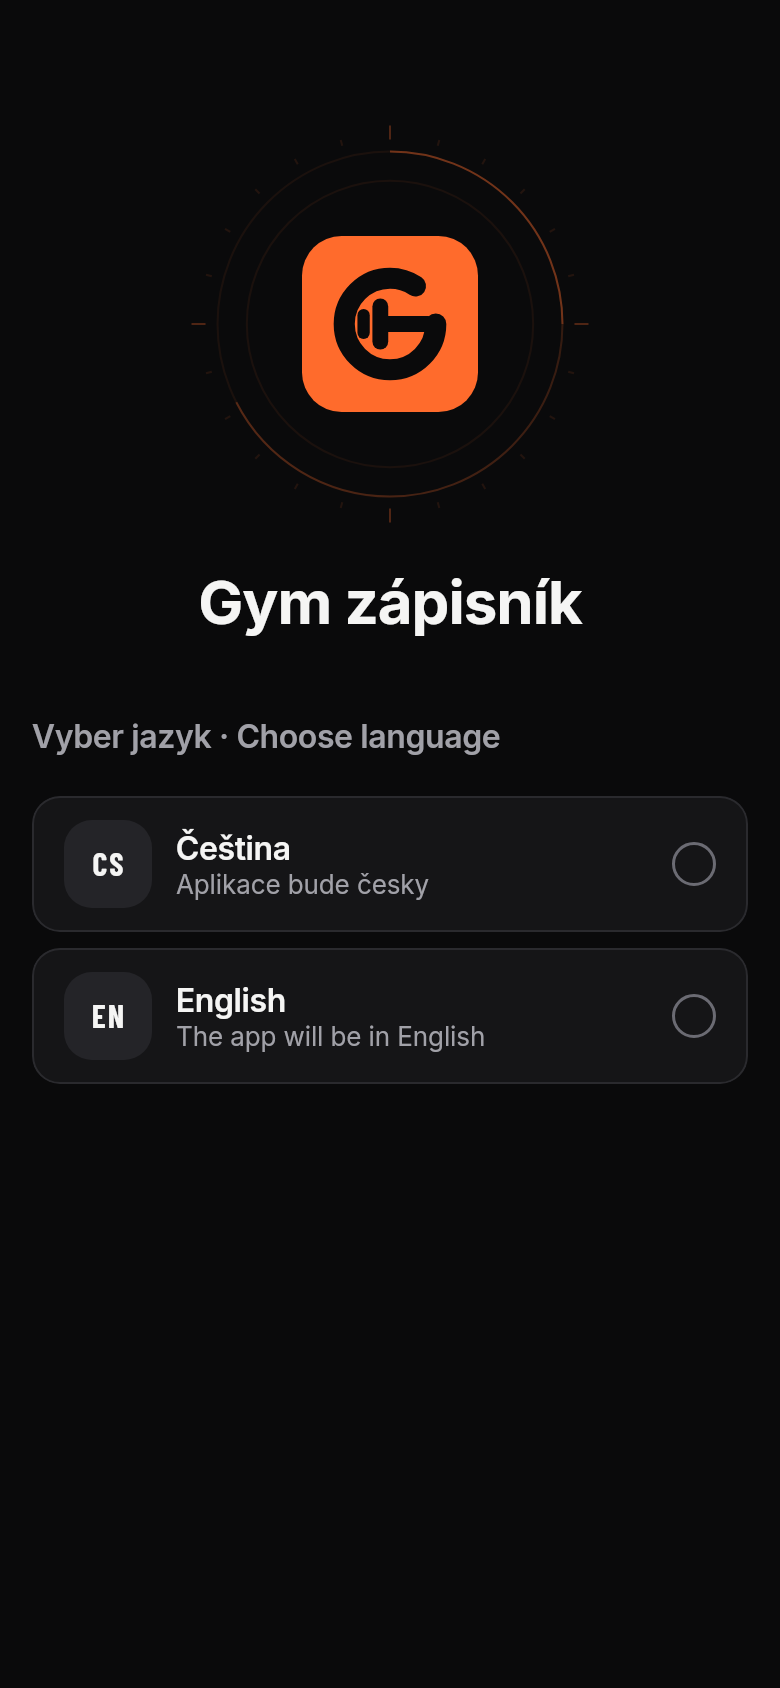 Gym zápisník
Vyber jazyk · Choose language
CS
Čeština
Aplikace bude česky
EN
English
The app will be in English